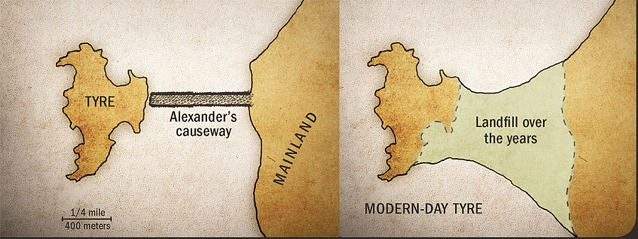 TYRE
Alexander's
causeway
MAINLAND
1/4 mile
400 meters
Landfill over
the years
MODERN-DAY TYRE